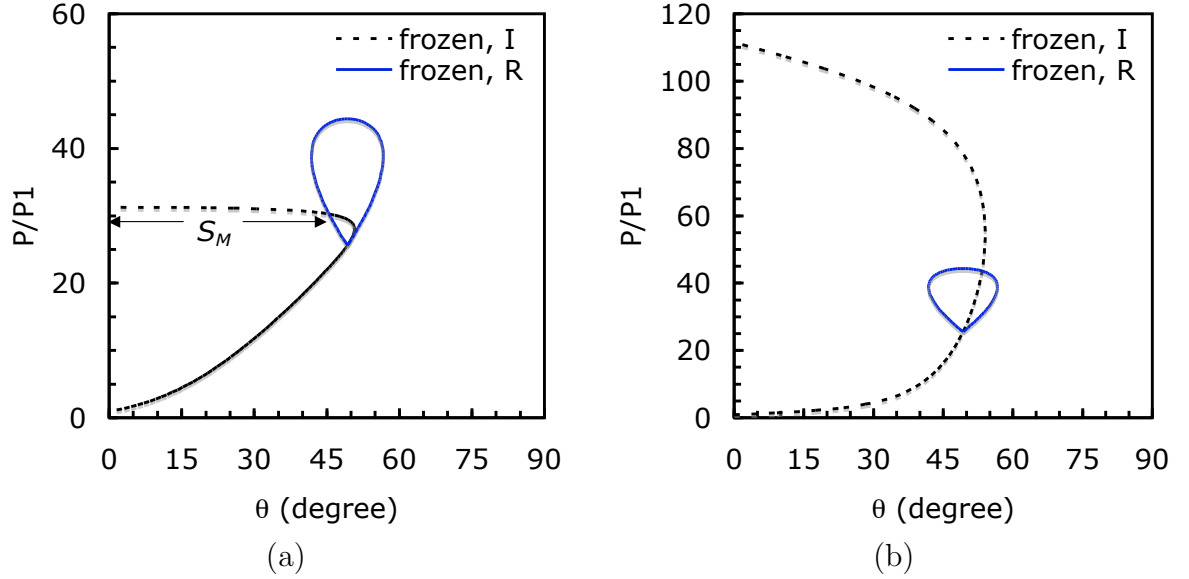 60
40
20
0
P/P1
frozen, I
frozen, R
S_M
0 15 30 45 60 75 90
θ (degree)
(a)
120
100
80
60
40
20
0
P/P1
frozen, I
frozen, R
0 15 30 45 60 75 90
θ (degree)
(b)